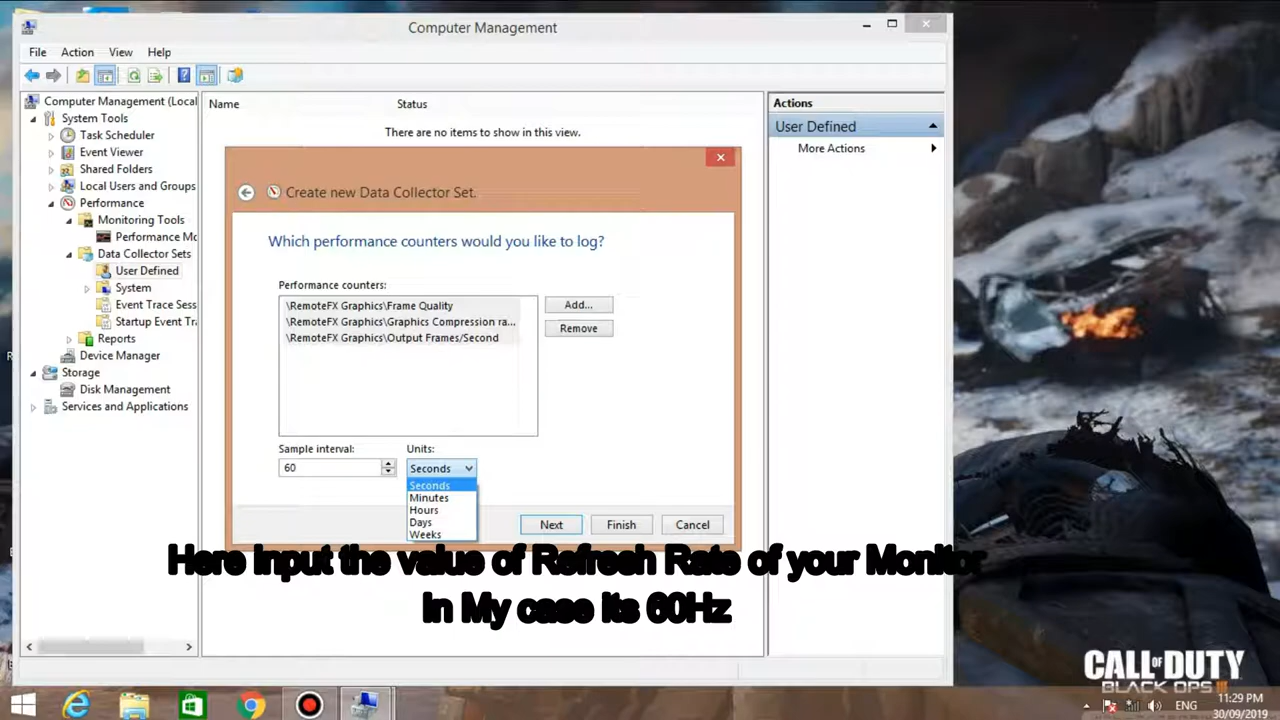 Computer Management
File Action View Help
Computer Management (Local
System Tools
Task Scheduler
Event Viewer
Shared Folders
Local Users and Groups
Performance
Monitoring Tools
Performance Mo
Data Collector Sets
User Defined
System
Event Trace Sess
Startup Event Tra
Reports
Device Manager
Storage
Disk Management
Services and Applications
Name Status
There are no items to show in this view.
Create new Data Collector Set.
Which performance counters would you like to log?
Performance counters:
\RemoteFX Graphics\Frame Quality
\RemoteFX Graphics\Graphics Compression ra...
\RemoteFX Graphics\Output Frames/Second
Add...
Remove
Sample interval: Units:
60 Seconds
Seconds
Minutes
Hours
Days
Weeks
Next Finish Cancel
Actions
User Defined
More Actions
Here Input the value of Refresh Rate of your Monitor
In My case its 60Hz
CALL OF DUTY
BLACK OPS III
ENG
11:29 PM
30/09/2019